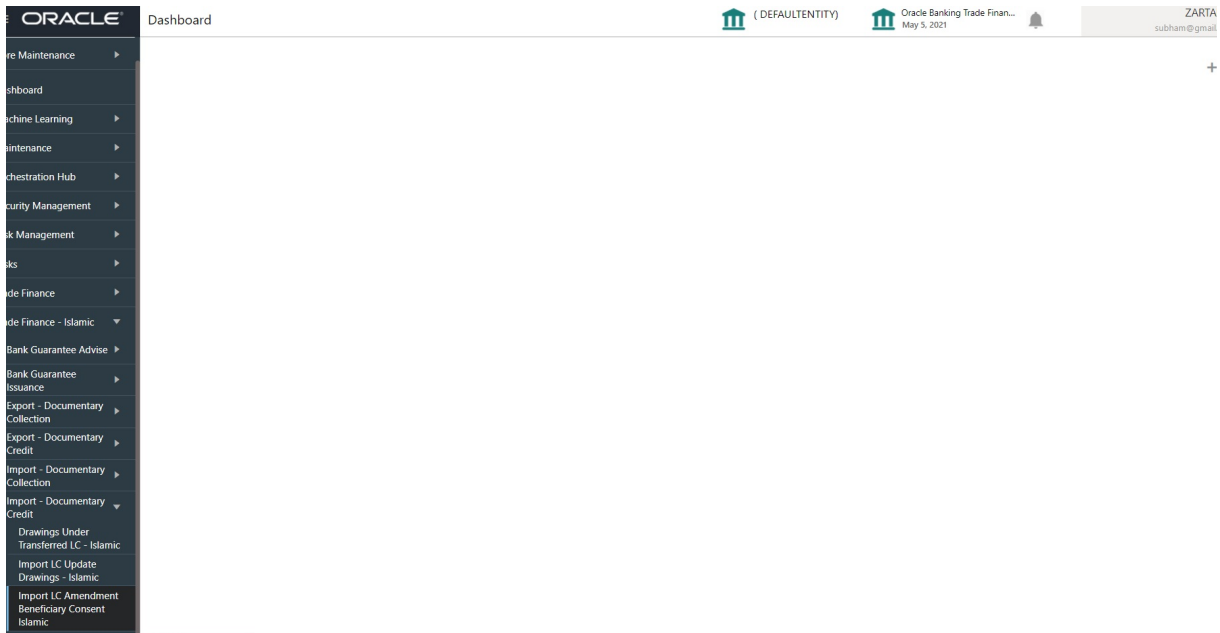 ORACLE
Dashboard
( DEFAULTENTITY)
Oracle Banking Trade Finan...
May 5, 2021
ZARTA
subham@gmail
re Maintenance
shboard
achine Learning
aintenance
chestration Hub
curity Management
sk Management
sks
ade Finance
ade Finance - Islamic
Bank Guarantee Advise
Bank Guarantee
Issuance
Export - Documentary
Collection
Export - Documentary
Credit
Import - Documentary
Collection
Import - Documentary
Credit
Drawings Under
Transferred LC - Islamic
Import LC Update
Drawings - Islamic
Import LC Amendment
Beneficiary Consent
Islamic